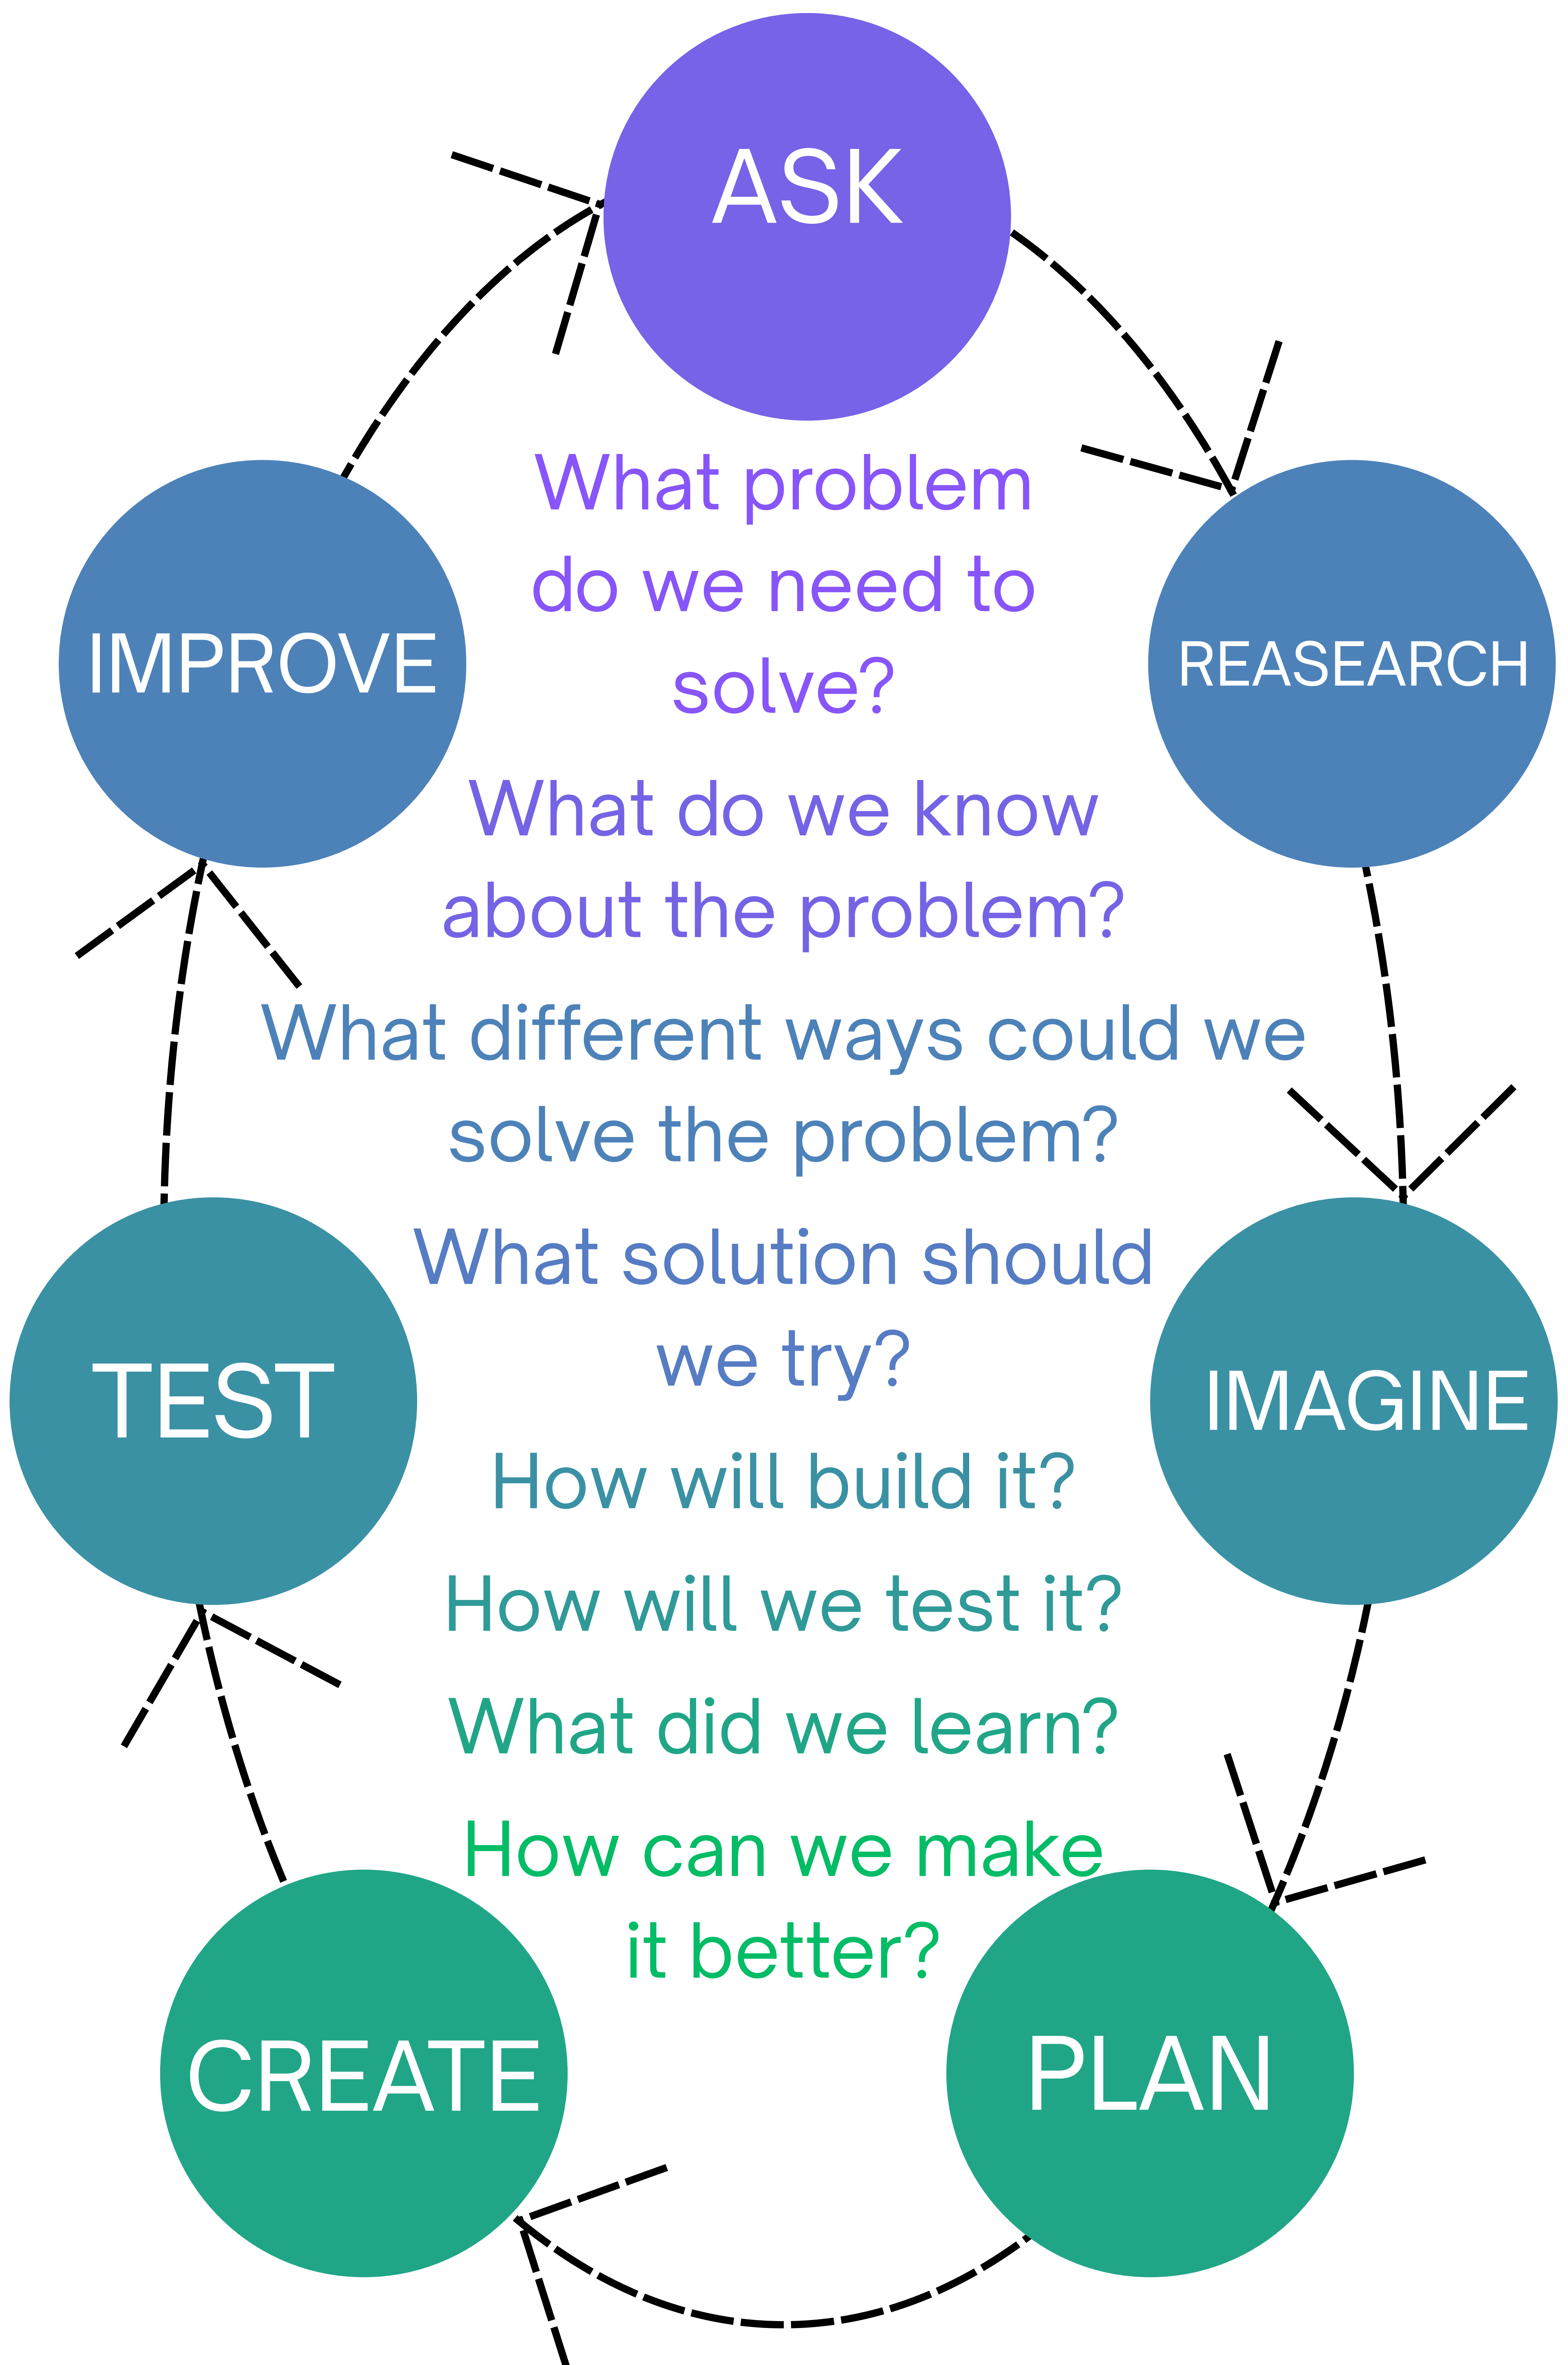 ASK
What problem
do we need to
solve?
IMPROVE
REASEARCH
What do we know
about the problem?
What different ways could we
solve the problem?
What solution should
we try?
TEST
IMAGINE
How will build it?
How will we test it?
What did we learn?
How can we make
it better?
CREATE
PLAN